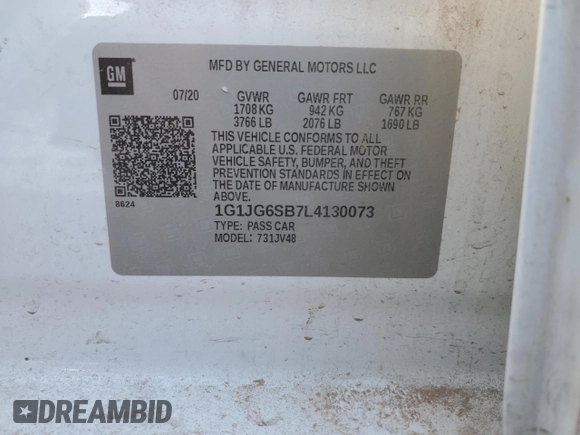 GM
MFD BY GENERAL MOTORS LLC
07/20 GVWR GAWR FRT GAWR RR
1708 KG 942 KG 767 KG
3766 LB 2076 LB 1690 LB
THIS VEHICLE CONFORMS TO ALL
APPLICABLE U.S. FEDERAL MOTOR
VEHICLE SAFETY, BUMPER, AND THEFT
PREVENTION STANDARDS IN EFFECT ON
THE DATE OF MANUFACTURE SHOWN
ABOVE.
8624
1G1JG6SB7L4130073
TYPE: PASS CAR
MODEL: 731JV48
DREAMBID